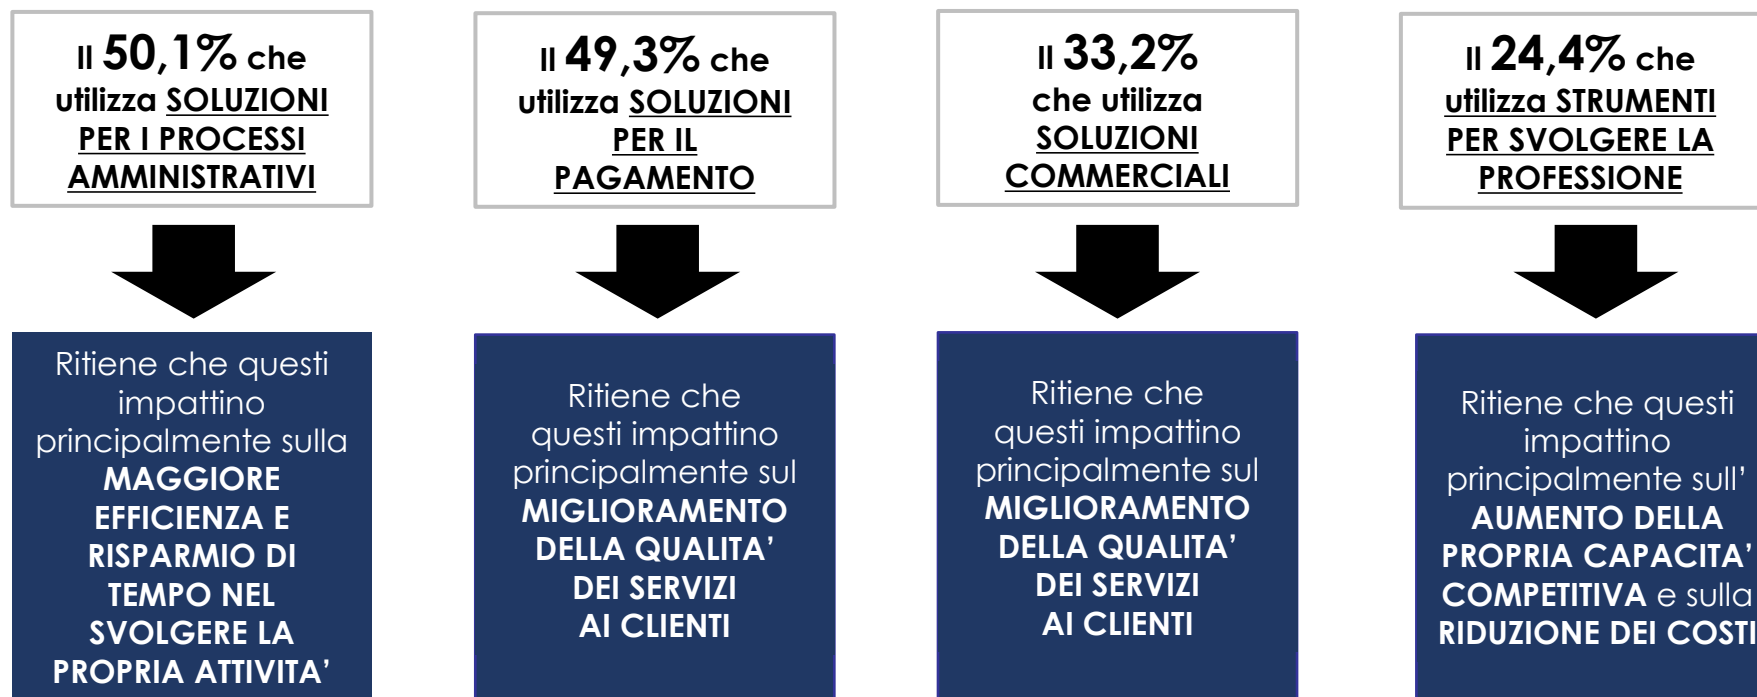 Il 50,1% che
utilizza SOLUZIONI
PER I PROCESSI
AMMINISTRATIVI
Il 49,3% che
utilizza SOLUZIONI
PER IL
PAGAMENTO
Il 33,2%
che utilizza
SOLUZIONI
COMMERCIALI
Il 24,4% che
utilizza STRUMENTI
PER SVOLGERE LA
PROFESSIONE
Ritiene che questi
impattino
principalmente sulla
MAGGIORE
EFFICIENZA E
RISPARMIO DI
TEMPO NEL
SVOLGERE LA
PROPRIA ATTIVITA’
Ritiene che
questi impattino
principalmente sul
MIGLIORAMENTO
DELLA QUALITA’
DEI SERVIZI
AI CLIENTI
Ritiene che
questi impattino
principalmente sul
MIGLIORAMENTO
DELLA QUALITA’
DEI SERVIZI
AI CLIENTI
Ritiene che questi
impattino
principalmente sull’
AUMENTO DELLA
PROPRIA CAPACITA’
COMPETITIVA e sulla
RIDUZIONE DEI COSTI